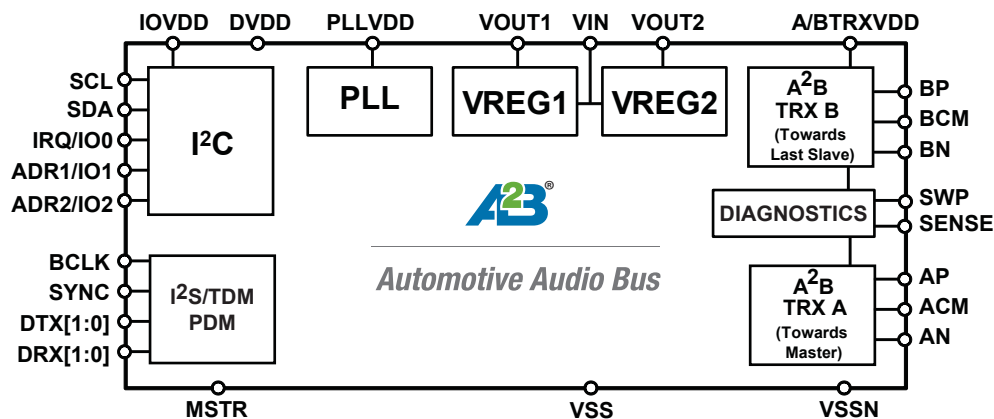 IOVDD DVDD PLLVDD VOUT1 VIN VOUT2 A/BTRXVDD
SCL
SDA
IRQ/IO0
ADR1/IO1
ADR2/IO2
I²C
PLL
VREG1
VREG2
A²B
TRX B
(Towards
Last Slave)
BP
BCM
BN
DIAGNOSTICS
SWP
SENSE
A²B®
Automotive Audio Bus
BCLK
SYNC
DTX[1:0]
DRX[1:0]
I²S/TDM
PDM
A²B
TRX A
(Towards
Master)
AP
ACM
AN
MSTR VSS VSSN